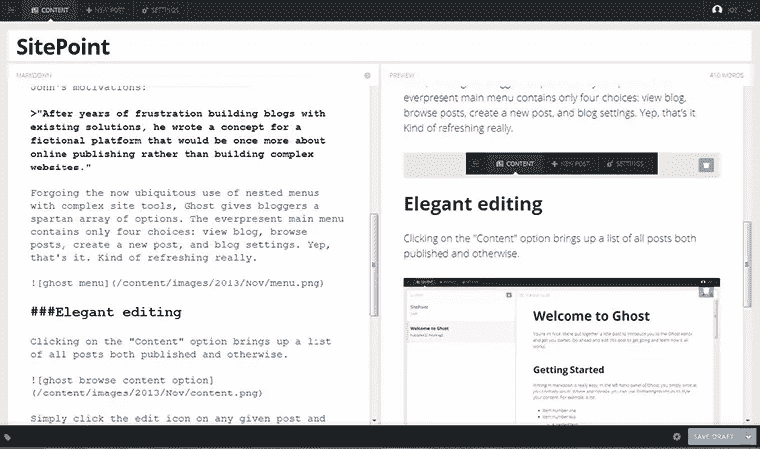 CONTENT
NEW POST
SETTINGS
JOE
SitePoint
MARKDOWN
John's motivations:
>"After years of frustration building blogs with
existing solutions, he wrote a concept for a
fictional platform that would be once more about
online publishing rather than building complex
websites."
Forgoing the now ubiquitous use of nested menus
with complex site tools, Ghost gives bloggers a
spartan array of options. The everpresent main menu
contains only four choices: view blog, browse
posts, create a new post, and blog settings. Yep,
that's it. Kind of refreshing really.
![ghost menu](/content/images/2013/Nov/menu.png)
###Elegant editing
Clicking on the "Content" option brings up a list
of all posts both published and otherwise.
![ghost browse content option]
(/content/images/2013/Nov/content.png)
Simply click the edit icon on any given post and
PREVIEW
WORDS
everpresent main menu contains only four choices: view blog,
browse posts, create a new post, and blog settings. Yep, that's it.
Kind of refreshing really.
CONTENT
NEW POST
SETTINGS
Elegant editing
Clicking on the "Content" option brings up a list of all posts both
published and otherwise.
SitePoint
Welcome to Ghost
Welcome to Ghost
Getting Started
SAVE DRAFT